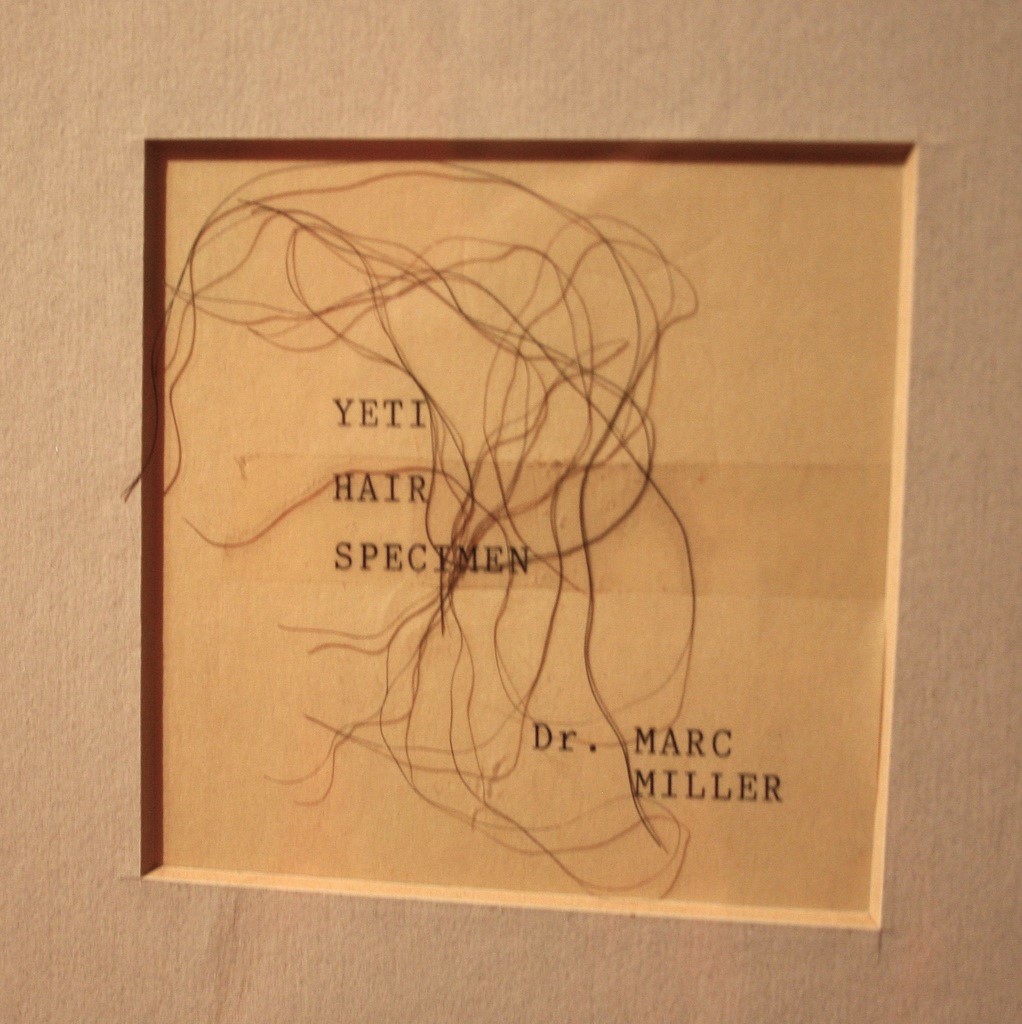 YETI
HAIR
SPECIMEN
Dr. MARC
MILLER